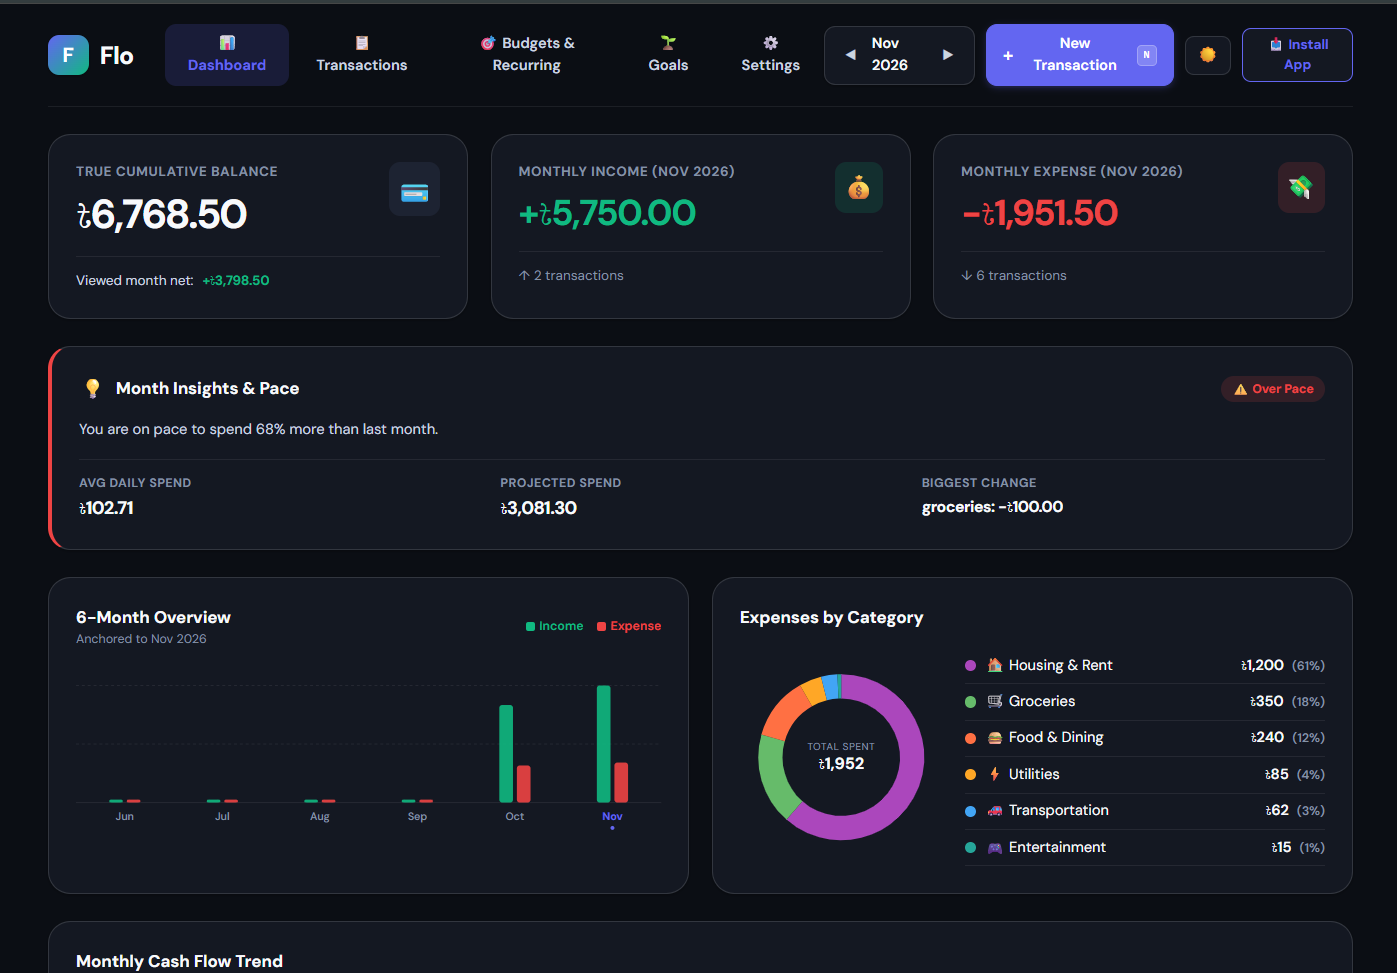 F Flo
Dashboard
Transactions
Budgets &
Recurring
Goals
Settings
◀ Nov
2026 ▶
+ New
Transaction N
Install
App
TRUE CUMULATIVE BALANCE
৳6,768.50
Viewed month net: +৳3,798.50
MONTHLY INCOME (NOV 2026)
+৳5,750.00
↑ 2 transactions
MONTHLY EXPENSE (NOV 2026)
−৳1,951.50
↓ 6 transactions
Month Insights & Pace
⚠ Over Pace
You are on pace to spend 68% more than last month.
AVG DAILY SPEND
৳102.71
PROJECTED SPEND
৳3,081.30
BIGGEST CHANGE
groceries: −৳100.00
6-Month Overview
Anchored to Nov 2026
Income Expense
Jun Jul Aug Sep Oct Nov
Expenses by Category
TOTAL SPENT
৳1,952
Housing & Rent ৳1,200 (61%)
Groceries ৳350 (18%)
Food & Dining ৳240 (12%)
Utilities ৳85 (4%)
Transportation ৳62 (3%)
Entertainment ৳15 (1%)
Monthly Cash Flow Trend